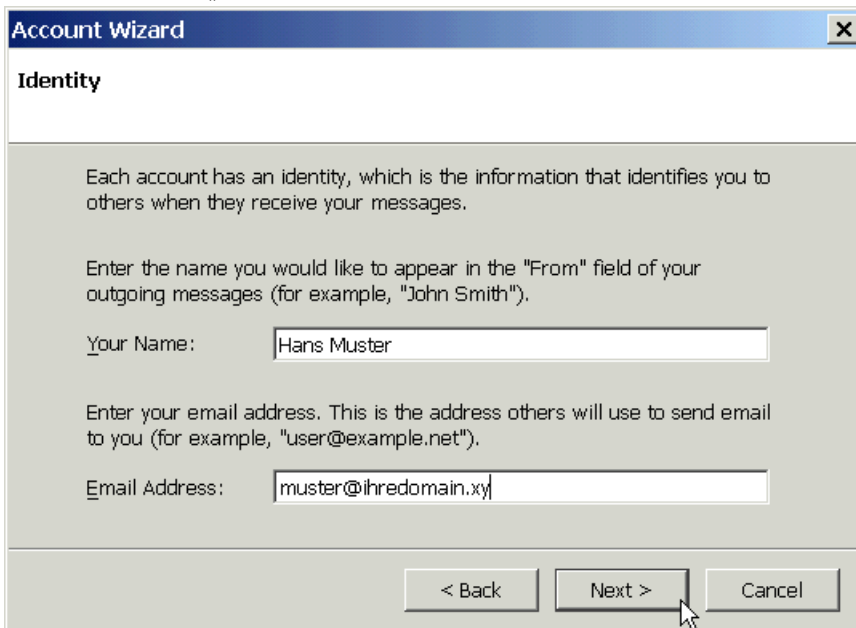 Account Wizard
Identity
Each account has an identity, which is the information that identifies you to
others when they receive your messages.
Enter the name you would like to appear in the "From" field of your
outgoing messages (for example, "John Smith").
Your Name: Hans Muster
Enter your email address. This is the address others will use to send email
to you (for example, "user@example.net").
Email Address: muster@ihredomain.xy
< Back Next > Cancel